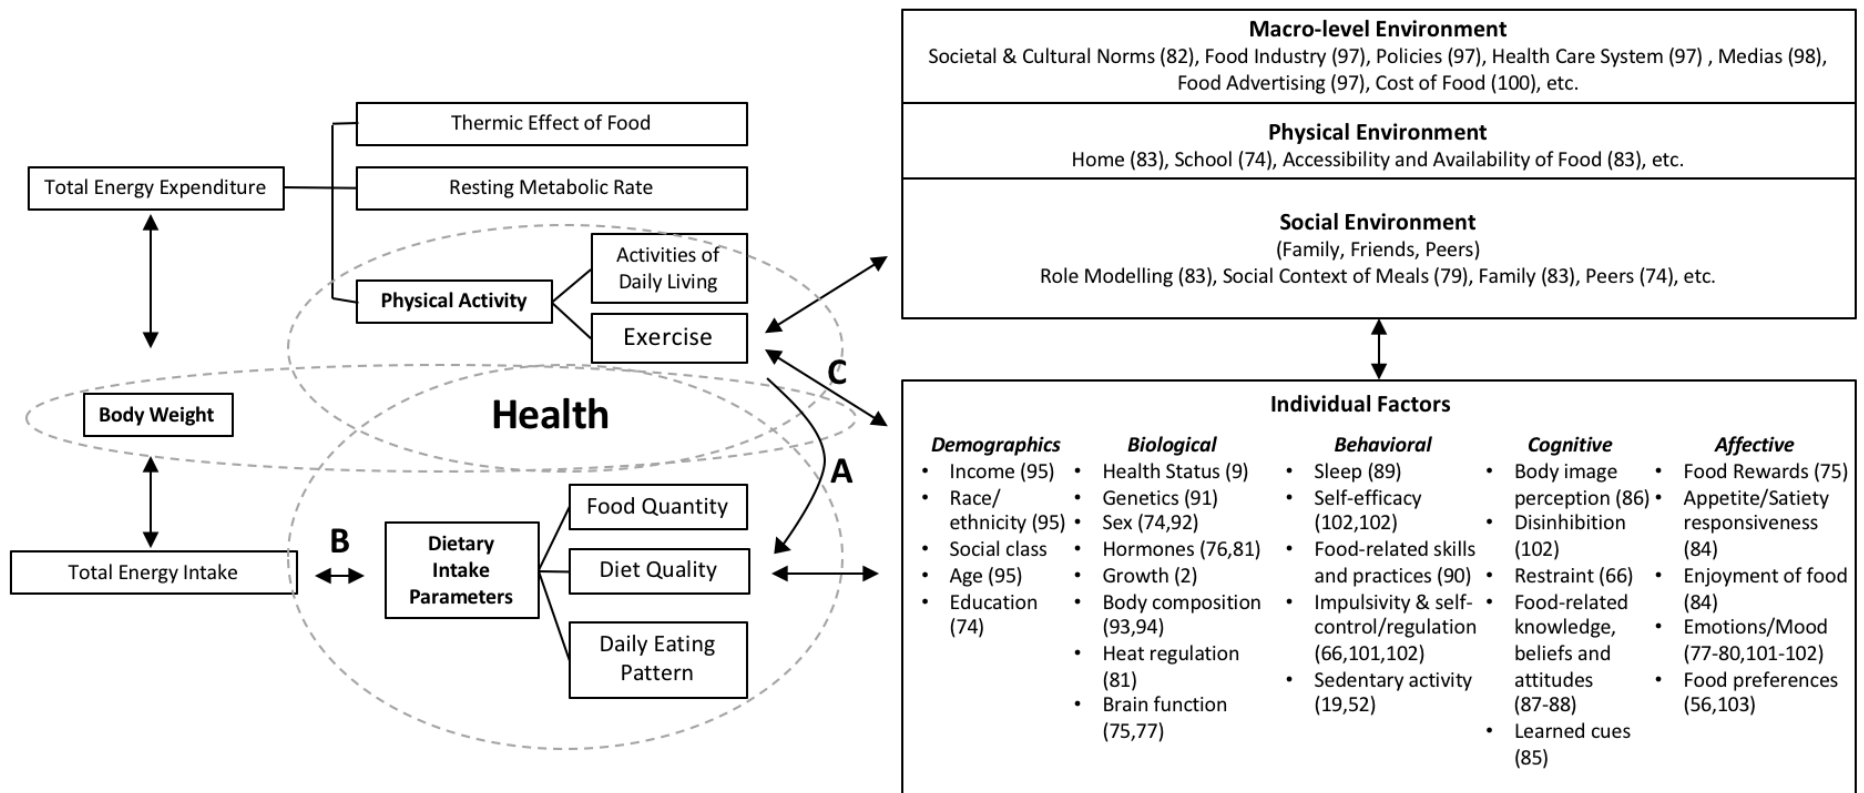 Macro-level Environment
Societal & Cultural Norms (82), Food Industry (97), Policies (97), Health Care System (97) , Medias (98),
Food Advertising (97), Cost of Food (100), etc.
Physical Environment
Home (83), School (74), Accessibility and Availability of Food (83), etc.
Social Environment
(Family, Friends, Peers)
Role Modelling (83), Social Context of Meals (79), Family (83), Peers (74), etc.
Thermic Effect of Food
Total Energy Expenditure
Resting Metabolic Rate
Activities of
Daily Living
Physical Activity
Exercise
C
Body Weight
Health
A
Food Quantity
B
Dietary
Intake
Parameters
Diet Quality
Total Energy Intake
Daily Eating
Pattern
Individual Factors
Demographics
• Income (95)
• Race/
ethnicity (95)
• Social class
• Age (95)
• Education
(74)
Biological
• Health Status (9)
• Genetics (91)
• Sex (74,92)
• Hormones (76,81)
• Growth (2)
• Body composition
(93,94)
• Heat regulation
(81)
• Brain function
(75,77)
Behavioral
• Sleep (89)
• Self-efficacy
(102,102)
• Food-related skills
and practices (90)
• Impulsivity & self-
control/regulation
(66,101,102)
• Sedentary activity
(19,52)
Cognitive
• Body image
perception (86)
• Disinhibition
(102)
• Restraint (66)
• Food-related
knowledge,
beliefs and
attitudes
(87-88)
• Learned cues
(85)
Affective
• Food Rewards (75)
• Appetite/Satiety
responsiveness
(84)
• Enjoyment of food
(84)
• Emotions/Mood
(77-80,101-102)
• Food preferences
(56,103)